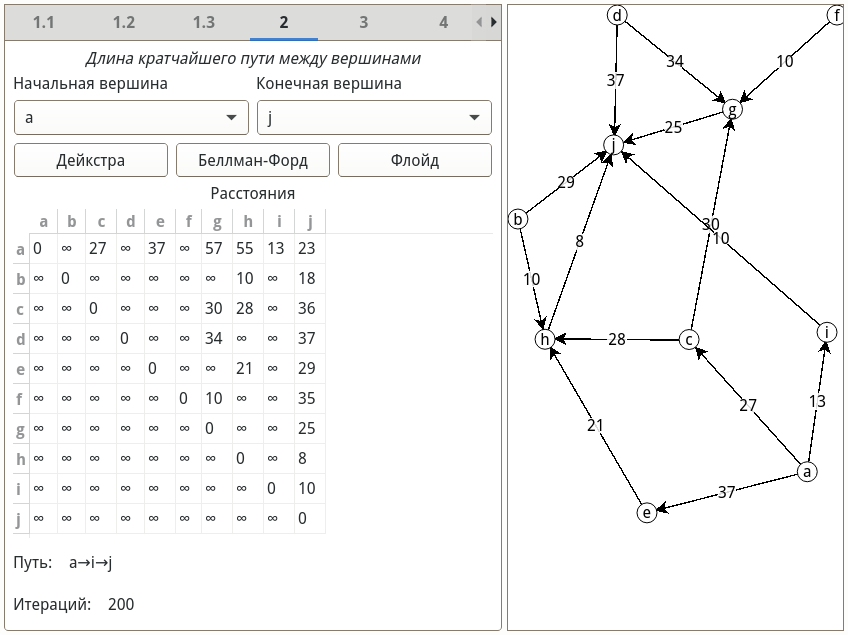 1.1 1.2 1.3 2 3 4
Длина кратчайшего пути между вершинами
Начальная вершина Конечная вершина
a j
Дейкстра Беллман-Форд Флойд
Расстояния
a b c d e f g h i j
a 0 ∞ 27 ∞ 37 ∞ 57 55 13 23
b ∞ 0 ∞ ∞ ∞ ∞ ∞ 10 ∞ 18
c ∞ ∞ 0 ∞ ∞ ∞ 30 28 ∞ 36
d ∞ ∞ ∞ 0 ∞ ∞ 34 ∞ ∞ 37
e ∞ ∞ ∞ ∞ 0 ∞ ∞ 21 ∞ 29
f ∞ ∞ ∞ ∞ ∞ 0 10 ∞ ∞ 35
g ∞ ∞ ∞ ∞ ∞ ∞ 0 ∞ ∞ 25
h ∞ ∞ ∞ ∞ ∞ ∞ ∞ 0 ∞ 8
i ∞ ∞ ∞ ∞ ∞ ∞ ∞ ∞ 0 10
j ∞ ∞ ∞ ∞ ∞ ∞ ∞ ∞ ∞ 0
Путь: a→i→j
Итераций: 200
d f
34 10
37
g
25
j
29
b
30
10
8
10
h 28 c i
13
27
21
a
37
e